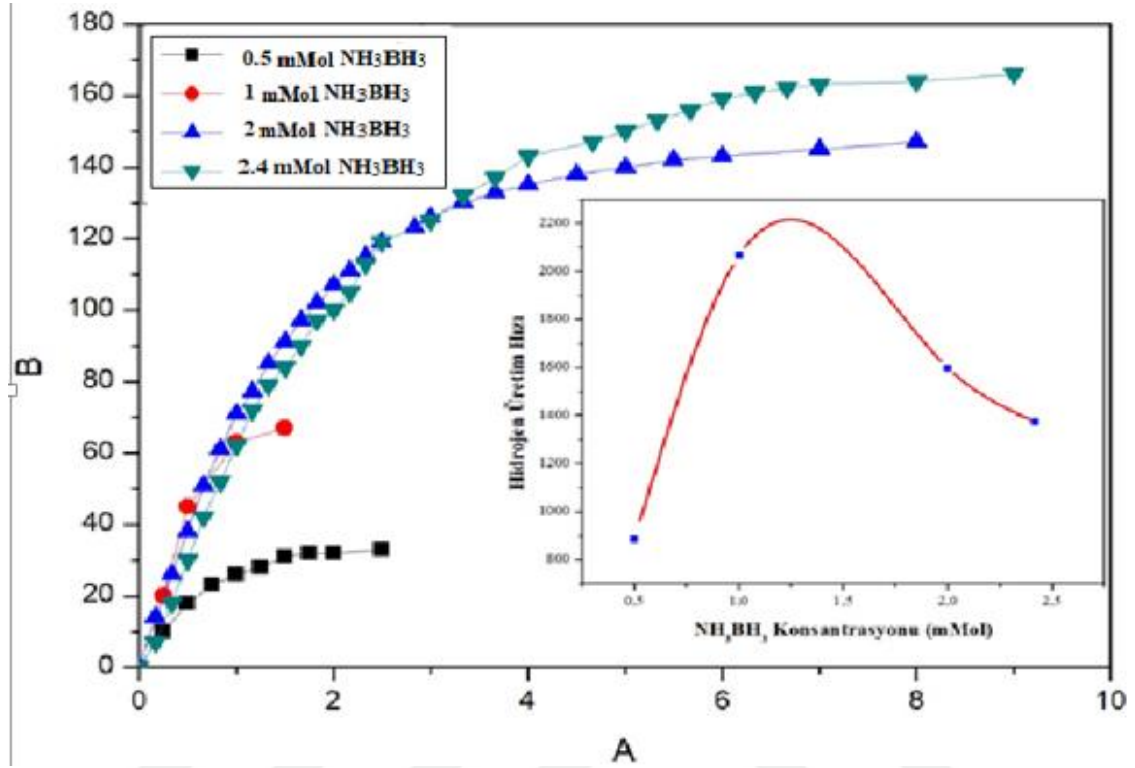 180
160
140
120
100
80
60
40
20
0
B
0.5 mMol NH3BH3
1 mMol NH3BH3
2 mMol NH3BH3
2.4 mMol NH3BH3
2200
2000
1800
1600
1400
1200
1000
800
Hidrojen Üretim Hızı
0.5 1.0 1.5 2.0 2.5
NH3BH3 Konsantrasyonu (mMol)
0 2 4 6 8 10
A